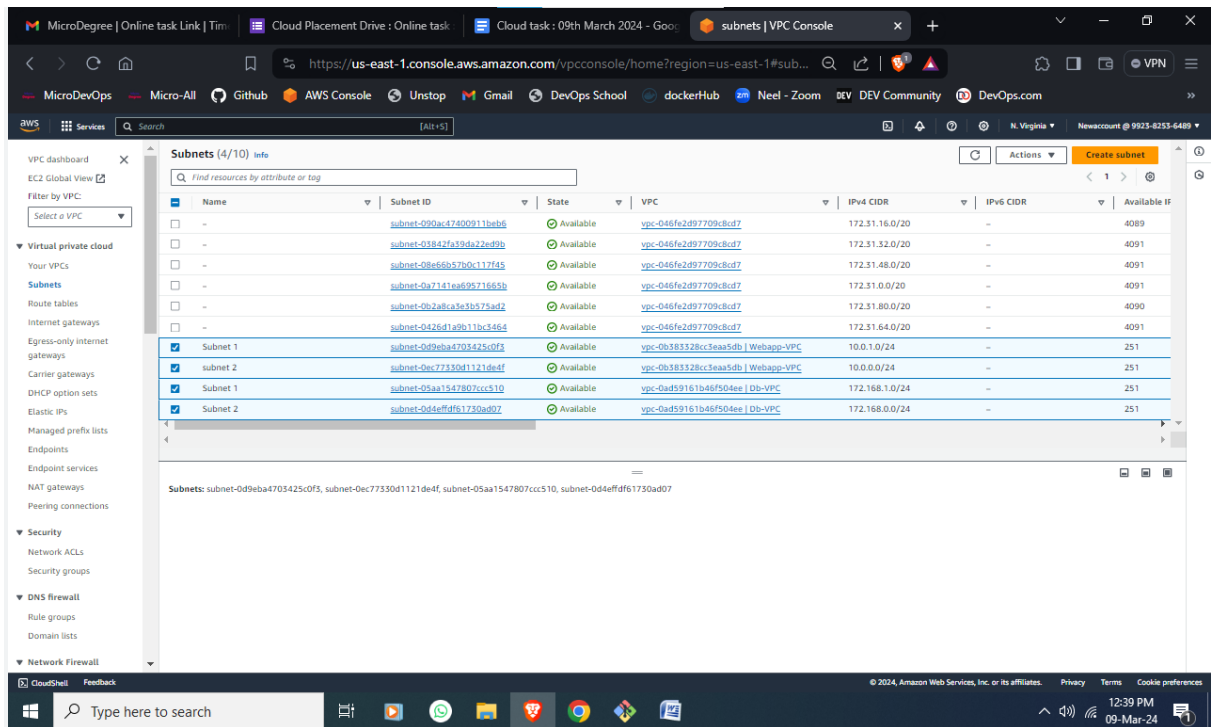 MicroDegree | Online task Link | Tim
Cloud Placement Drive : Online task
Cloud task : 09th March 2024 - Goog
subnets | VPC Console
https://us-east-1.console.aws.amazon.com/vpcconsole/home?region=us-east-1#sub...
VPN
MicroDevOps Micro-All Github AWS Console Unstop Gmail DevOps School dockerHub Neel - Zoom DEV Community DevOps.com
aws Services Search [Alt+S] N. Virginia Newaccount @ 9923-8253-6489
VPC dashboard
EC2 Global View
Filter by VPC:
Select a VPC
Virtual private cloud
Your VPCs
Subnets
Route tables
Internet gateways
Egress-only internet
gateways
Carrier gateways
DHCP option sets
Elastic IPs
Managed prefix lists
Endpoints
Endpoint services
NAT gateways
Peering connections
Security
Network ACLs
Security groups
DNS firewall
Rule groups
Domain lists
Network Firewall
Subnets (4/10) Info
Actions Create subnet
Find resources by attribute or tag
1
Name Subnet ID State VPC IPv4 CIDR IPv6 CIDR Available IP
- subnet-090ac47400911beb6 Available vpc-046fe2d97709c8cd7 172.31.16.0/20 - 4089
- subnet-03842fa39da22ed9b Available vpc-046fe2d97709c8cd7 172.31.32.0/20 - 4091
- subnet-08e66b57b0c117f45 Available vpc-046fe2d97709c8cd7 172.31.48.0/20 - 4091
- subnet-0a7141ea69571665b Available vpc-046fe2d97709c8cd7 172.31.0.0/20 - 4091
- subnet-0b2a8ca3e3b575ad2 Available vpc-046fe2d97709c8cd7 172.31.80.0/20 - 4090
- subnet-0426d1a9b11bc3464 Available vpc-046fe2d97709c8cd7 172.31.64.0/20 - 4091
Subnet 1 subnet-0d9eba4703425c0f3 Available vpc-0b383328cc3eaa5db | Webapp-VPC 10.0.1.0/24 - 251
subnet 2 subnet-0ec77330d1121de4f Available vpc-0b383328cc3eaa5db | Webapp-VPC 10.0.0.0/24 - 251
Subnet 1 subnet-05aa1547807ccc510 Available vpc-0ad59161b46f504ee | Db-VPC 172.168.1.0/24 - 251
Subnet 2 subnet-0d4effdf61730ad07 Available vpc-0ad59161b46f504ee | Db-VPC 172.168.0.0/24 - 251
Subnets: subnet-0d9eba4703425c0f3, subnet-0ec77330d1121de4f, subnet-05aa1547807ccc510, subnet-0d4effdf61730ad07
CloudShell Feedback © 2024, Amazon Web Services, Inc. or its affiliates. Privacy Terms Cookie preferences
Type here to search
12:39 PM
09-Mar-24
1